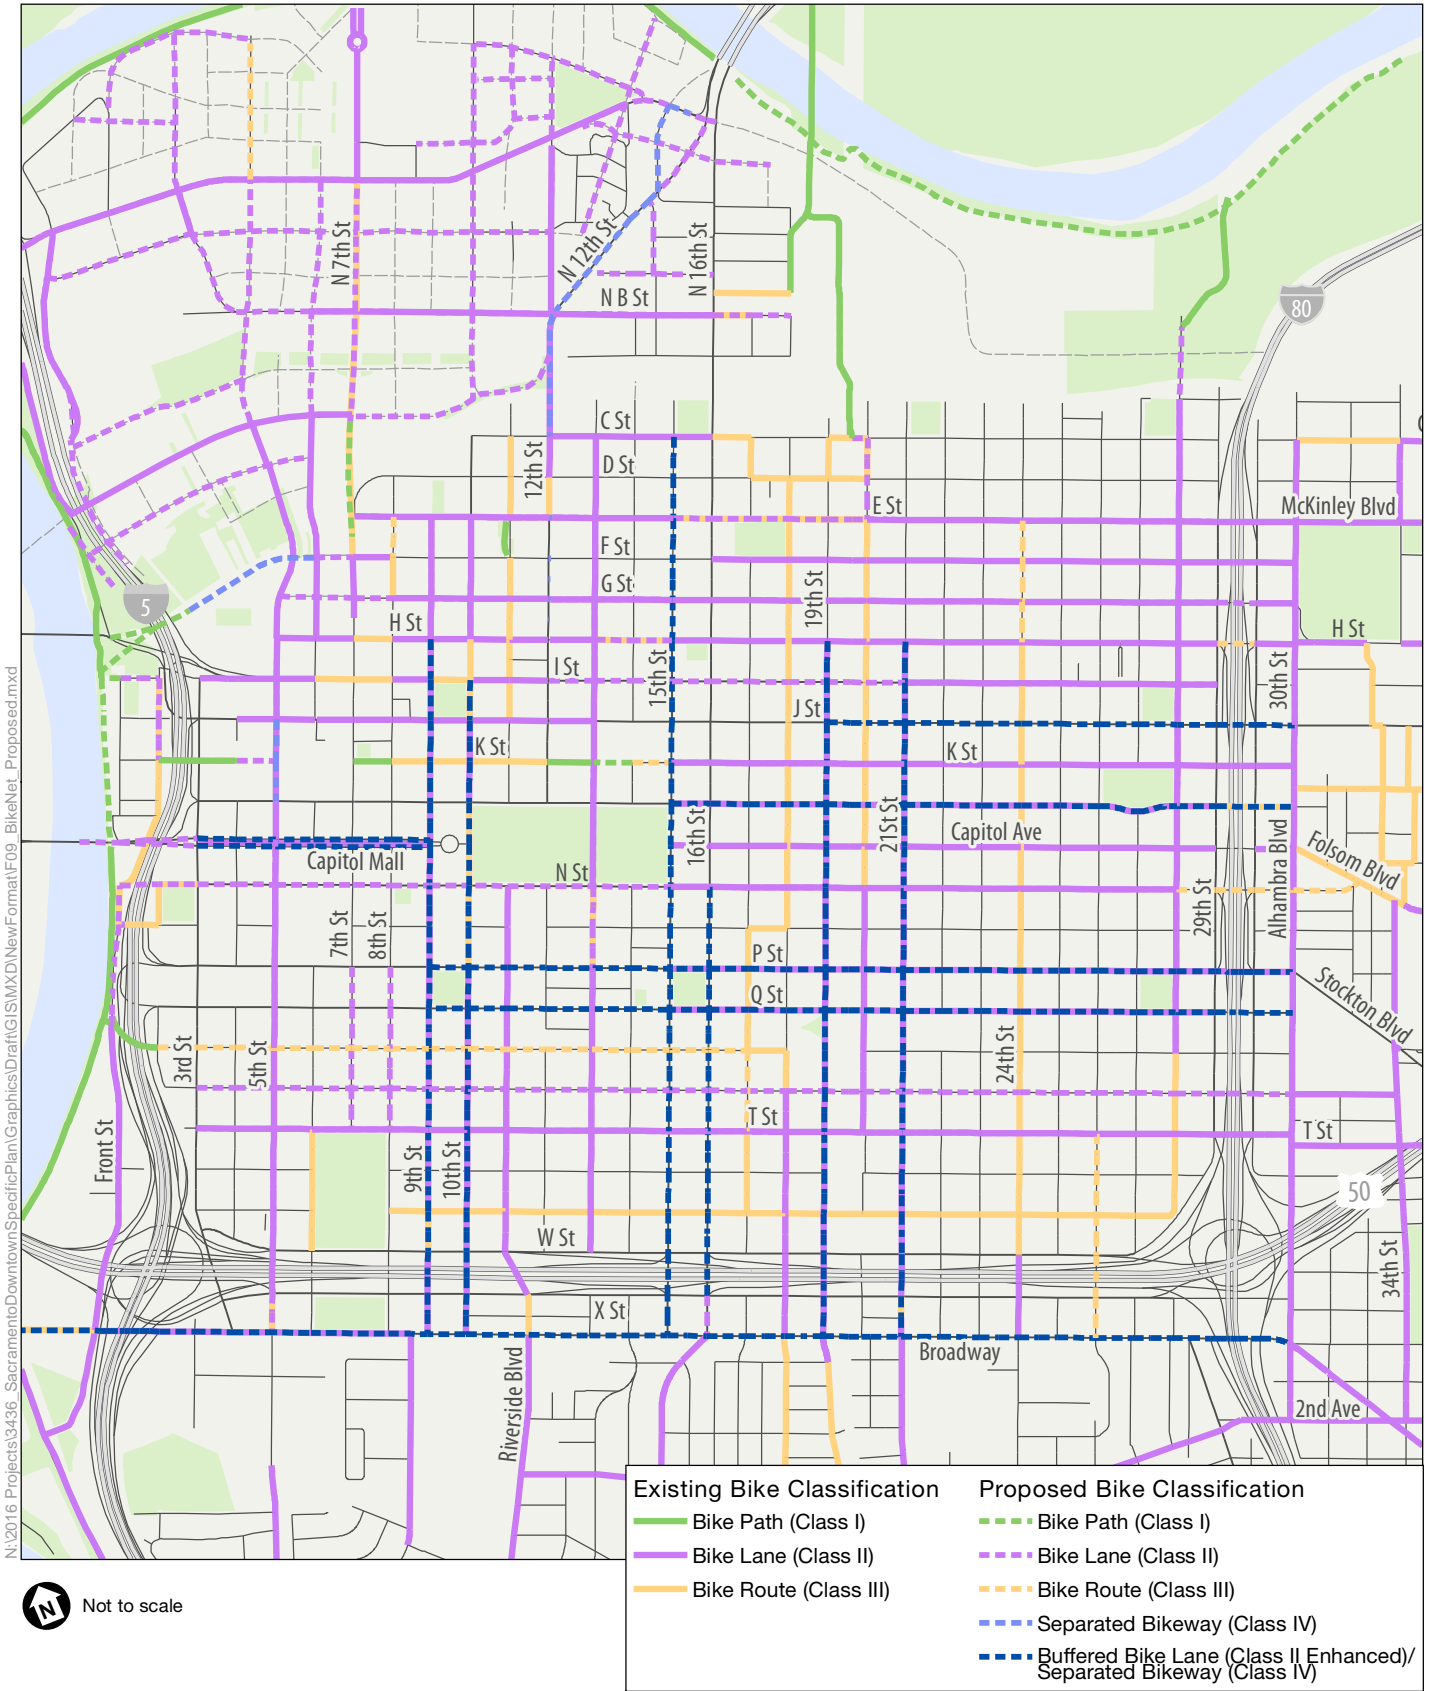 N 7th St
N 12th St
N 16th St
N B St
80
C St
12th St
D St
E St
McKinley Blvd
F St
G St
19th St
5
H St
H St
I St
15th St
30th St
J St
K St
K St
16th St
21St St
Capitol Ave
Alhambra Blvd
Folsom Blvd
Capitol Mall
N St
29th St
7th St
8th St
P St
Q St
Stockton Blvd
3rd St
5th St
24th St
T St
T St
Front St
9th St
10th St
50
W St
34th St
X St
Broadway
Riverside Blvd
2nd Ave
N:\2016 Projects\3436_SacramentoDowntownSpecificPlan\Graphics\Draft\GIS\MXD\NewFormat\F09_BikeNet_Proposed.mxd
Existing Bike Classification
Bike Path (Class I)
Bike Lane (Class II)
Bike Route (Class III)
Proposed Bike Classification
Bike Path (Class I)
Bike Lane (Class II)
Bike Route (Class III)
Separated Bikeway (Class IV)
Buffered Bike Lane (Class II Enhanced)/
Separated Bikeway (Class IV)
N
Not to scale